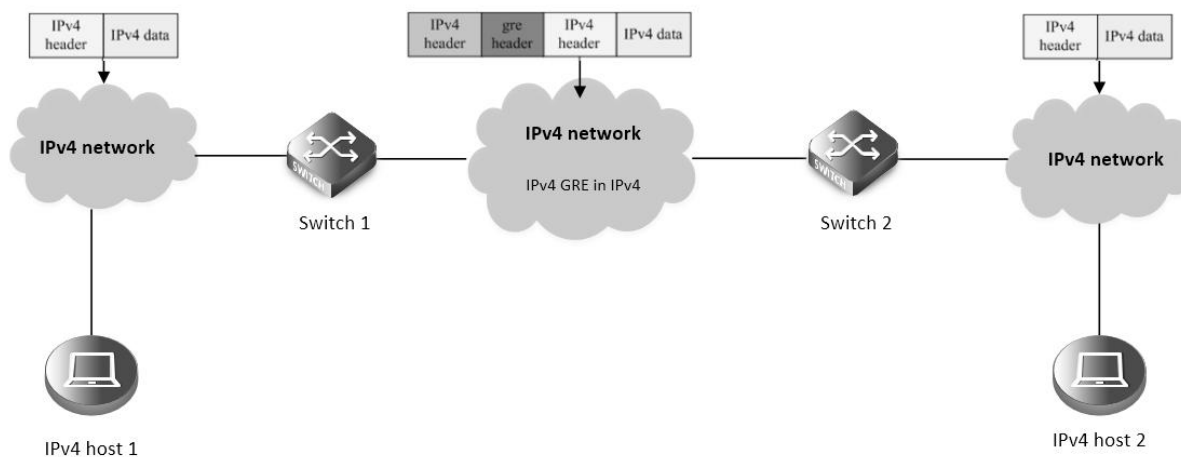 IPv4
header
IPv4 data
IPv4
header
gre
header
IPv4
header
IPv4 data
IPv4
header
IPv4 data
IPv4 network
SWITCH
Switch 1
IPv4 network
IPv4 GRE in IPv4
SWITCH
Switch 2
IPv4 network
IPv4 host 1
IPv4 host 2